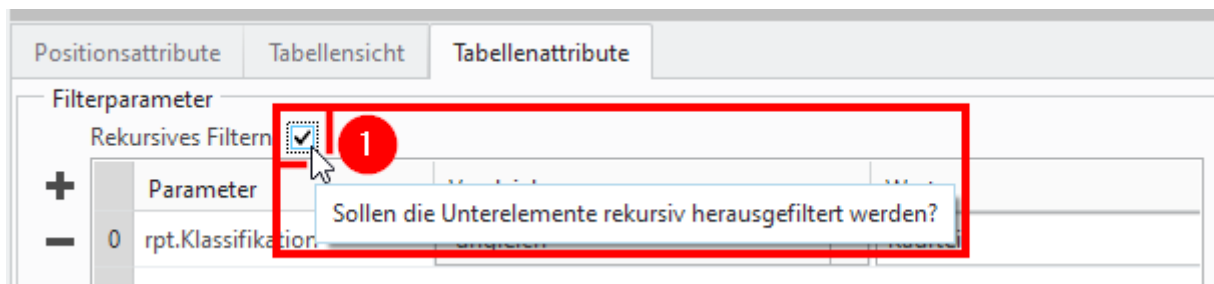 Positionsattribute Tabellensicht Tabellenattribute
Filterparameter
Rekursives Filtern
1
Parameter
Sollen die Unterelemente rekursiv herausgefiltert werden?
0 rpt.Klassifikation